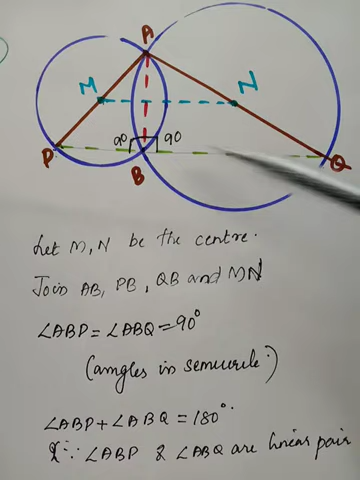 A
M
N
90
90
P
B
Q
Let M, N be the centre.
Join AB, PB, QB and MN
∠ABP = ∠ABQ = 90°
(angles in semicircle)
∠ABP + ∠ABQ = 180°.
{∵ ∠ABP & ∠ABQ are linear pair